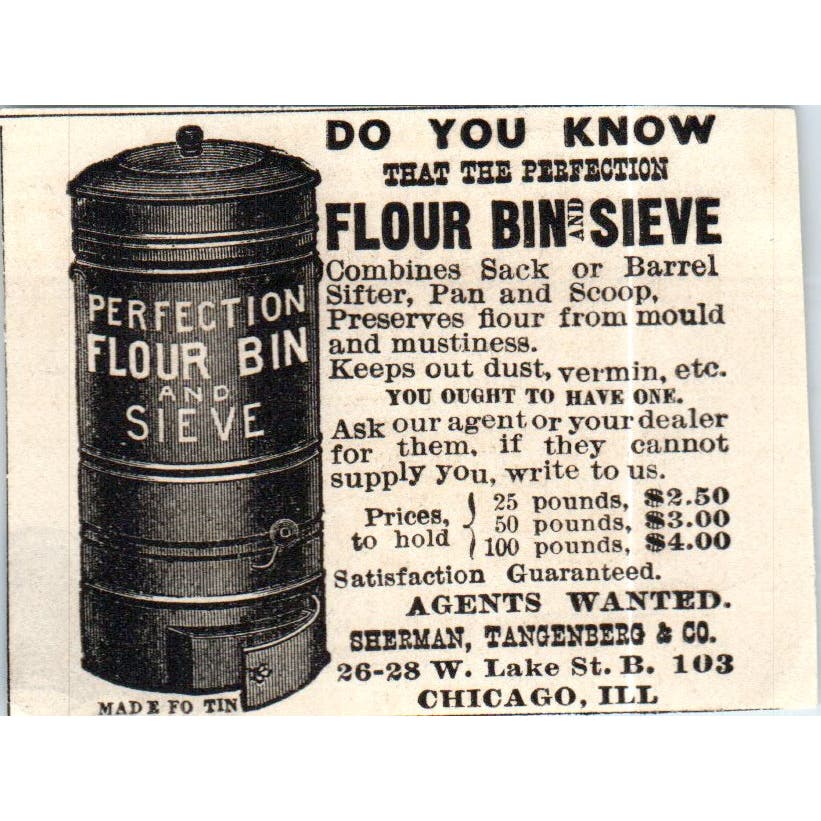 DO YOU KNOW
THAT THE PERFECTION
FLOUR BIN AND SIEVE
Combines Sack or Barrel
Sifter, Pan and Scoop,
Preserves flour from mould
and mustiness.
Keeps out dust, vermin, etc.
YOU OUGHT TO HAVE ONE.
Ask our agent or your dealer
for them, if they cannot
supply you, write to us.
Prices, to hold
25 pounds, $2.50
50 pounds, $3.00
100 pounds, $4.00
Satisfaction Guaranteed.
AGENTS WANTED.
SHERMAN, TANGENBERG & CO.
26-28 W. Lake St. B. 103
CHICAGO, ILL
PERFECTION
FLOUR BIN
AND
SIEVE
MADE FO TIN